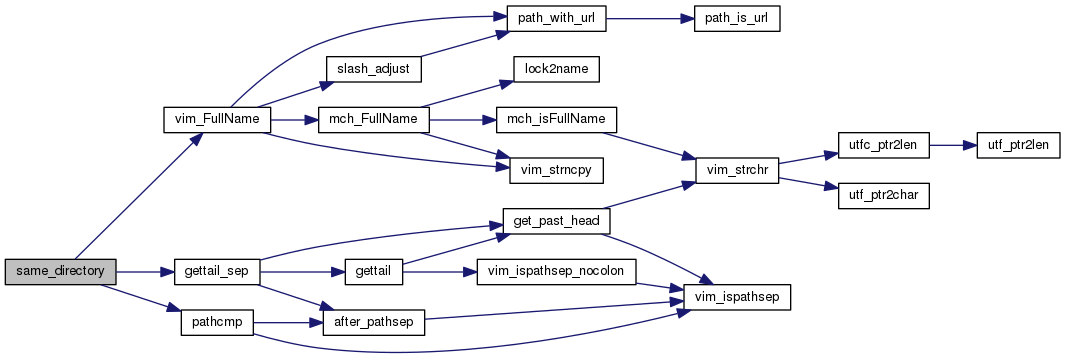 path_with_url
path_is_url
slash_adjust
lock2name
vim_FullName
mch_FullName
mch_isFullName
utfc_ptr2len
utf_ptr2len
vim_strncpy
vim_strchr
utf_ptr2char
get_past_head
same_directory
gettail_sep
gettail
vim_ispathsep_nocolon
vim_ispathsep
pathcmp
after_pathsep